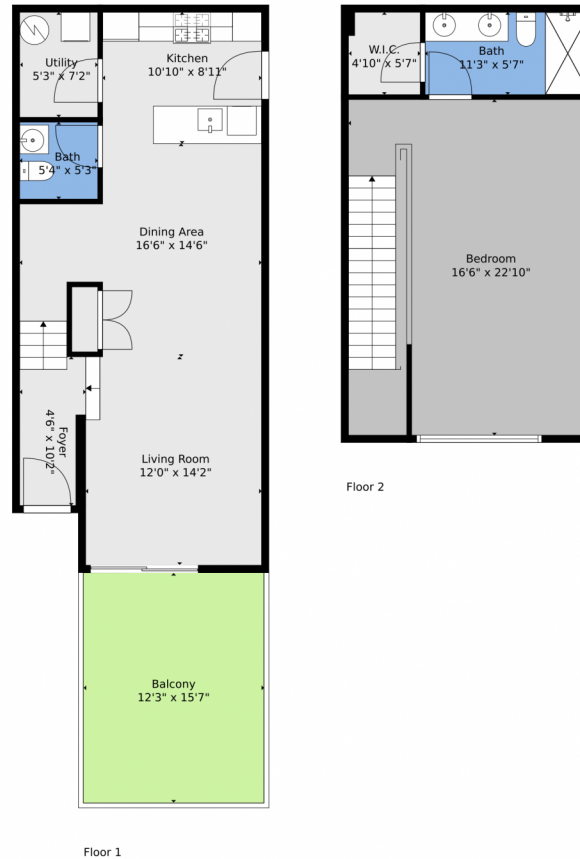 Utility
5'3" x 7'2"
Kitchen
10'10" x 8'11"
Bath
5'4" x 5'3"
Dining Area
16'6" x 14'6"
Foyer
4'6" x 10'2"
Living Room
12'0" x 14'2"
Balcony
12'3" x 15'7"
Floor 1
W.I.C.
4'10" x 5'7"
Bath
11'3" x 5'7"
Bedroom
16'6" x 22'10"
Floor 2